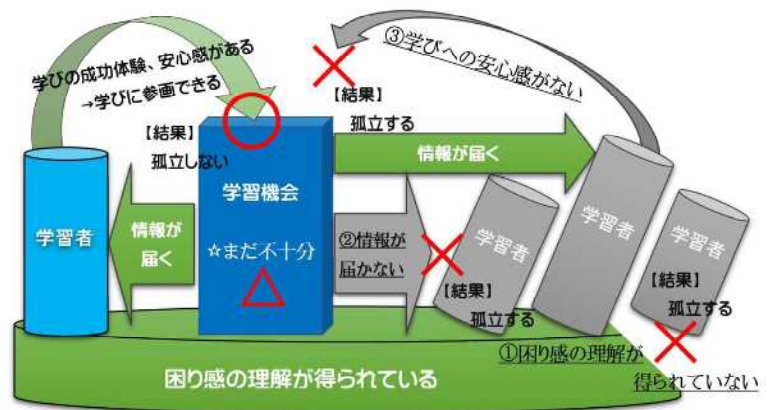 学びの成功体験、安心感がある
→学びに参画できる
③学びへの安心感がない
【結果】
孤立しない
【結果】
孤立する
学習者
情報が
届く
学習機会
☆まだ不十分
情報が届く
②情報が
届かない
学習者
【結果】
孤立する
学習者
学習者
【結果】
孤立する
①困り感の理解が
得られていない
困り感の理解が得られている